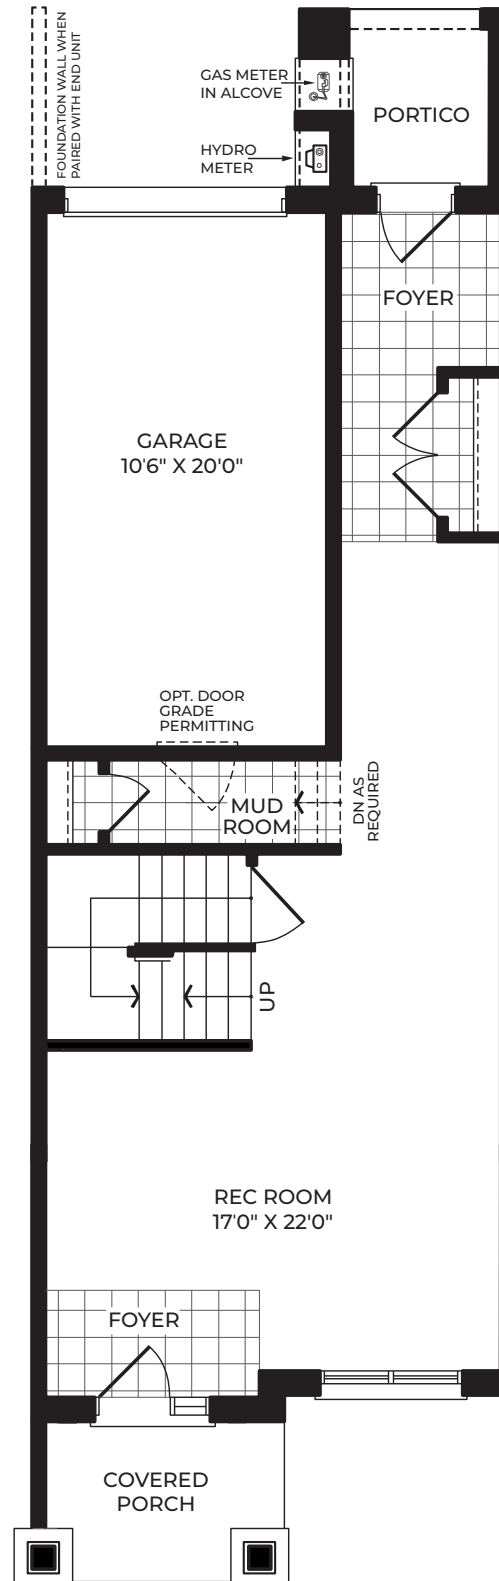 FOUNDATION WALL WHEN
PAIRED WITH END UNIT
GAS METER
IN ALCOVE
HYDRO
METER
PORTICO
FOYER
GARAGE
10'6" X 20'0"
OPT. DOOR
GRADE
PERMITTING
MUD
ROOM
DN AS
REQUIRED
UP
REC ROOM
17'0" X 22'0"
FOYER
COVERED
PORCH